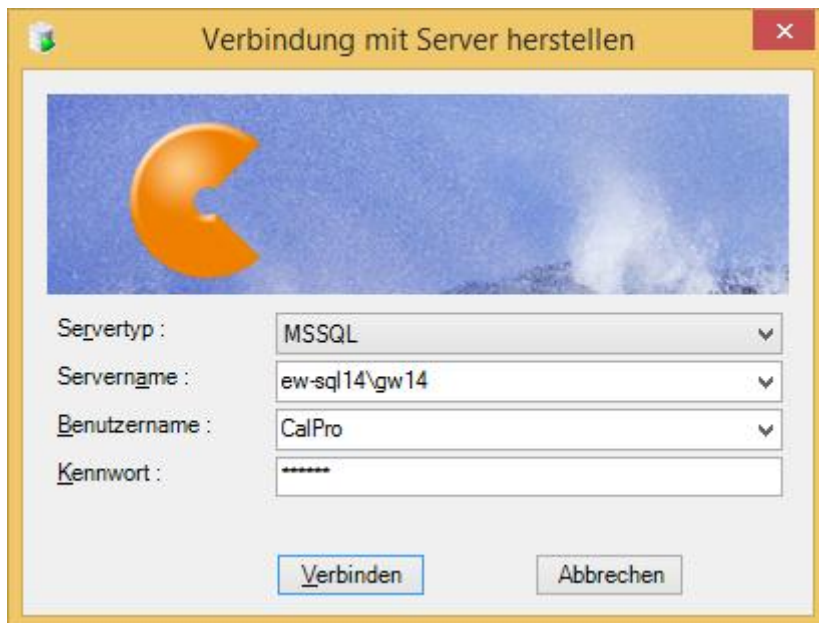 Verbindung mit Server herstellen
Servertyp : MSSQL
Servername : ew-sql14\gw14
Benutzername : CalPro
Kennwort : ******
Verbinden Abbrechen